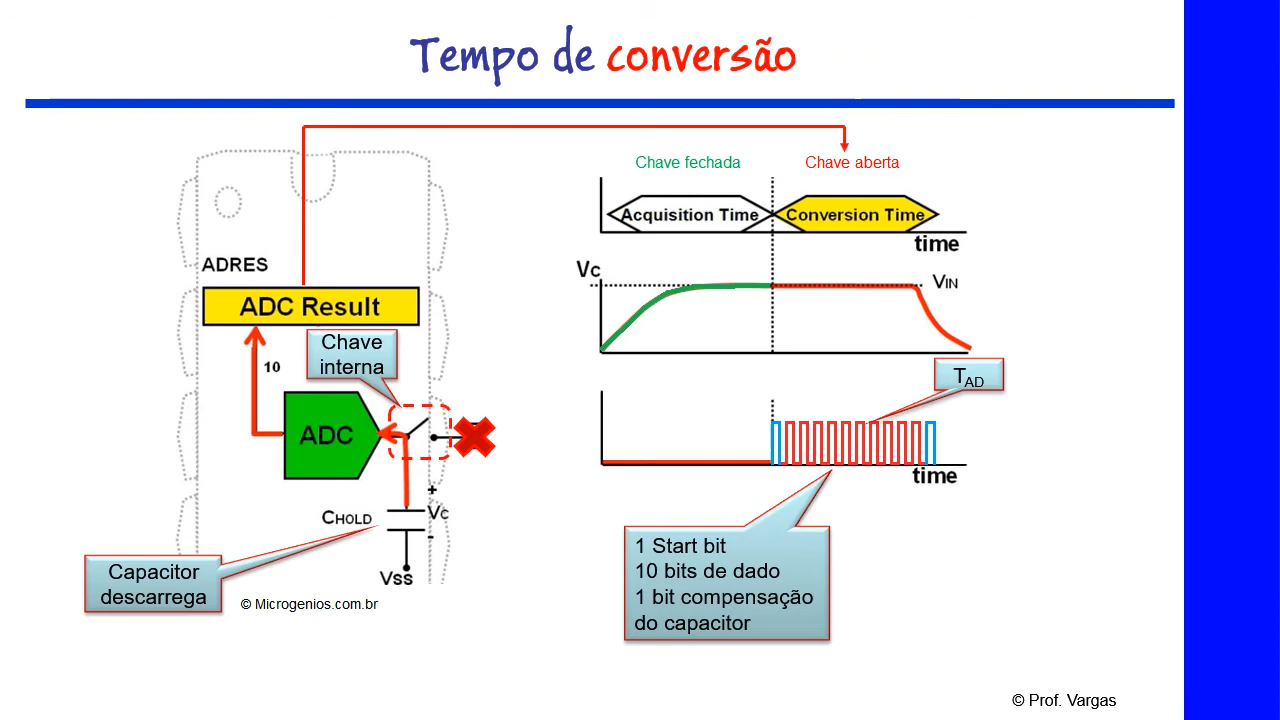 Tempo de conversão
Chave fechada
Chave aberta
Acquisition Time
Conversion Time
time
ADRES
ADC Result
Chave
interna
10
ADC
CHOLD
+
Vc
-
Vss
Capacitor
descarrega
© Microgenios.com.br
Vc
VIN
TAD
time
1 Start bit
10 bits de dado
1 bit compensação
do capacitor
© Prof. Vargas